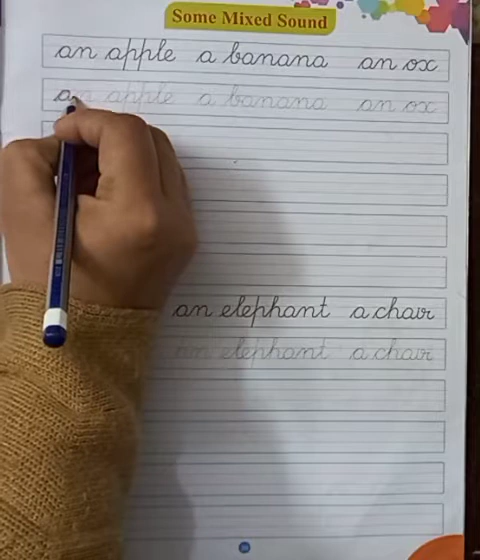 Some Mixed Sound
an apple a banana an ox
an apple a banana an ox
an elephant a chair
an elephant a chair